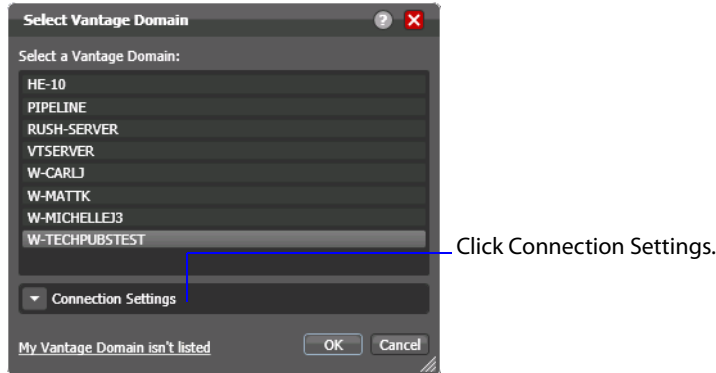 Select Vantage Domain
?
Select a Vantage Domain:
HE-10
PIPELINE
RUSH-SERVER
VTSERVER
W-CARLJ
W-MATTK
W-MICHELLEJ3
W-TECHPUBSTEST
Click Connection Settings.
Connection Settings
My Vantage Domain isn't listed
OK
Cancel